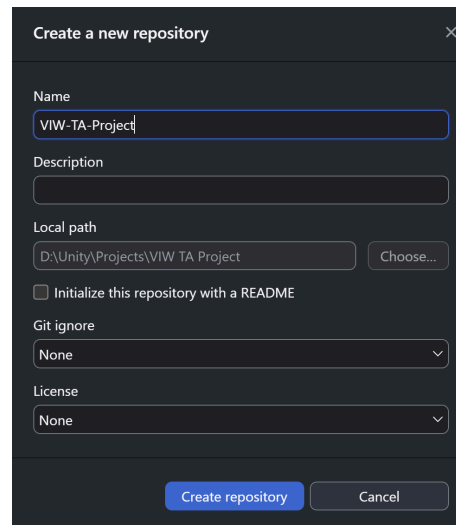 Create a new repository
Name
VIW-TA-Project
Description
Local path
D:\Unity\Projects\VIW TA Project
Choose...
Initialize this repository with a README
Git ignore
None
License
None
Create repository
Cancel